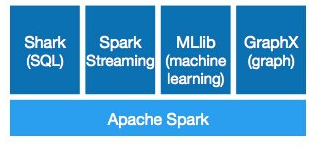 Shark
(SQL)
Spark
Streaming
MLlib
(machine
learning)
GraphX
(graph)
Apache Spark